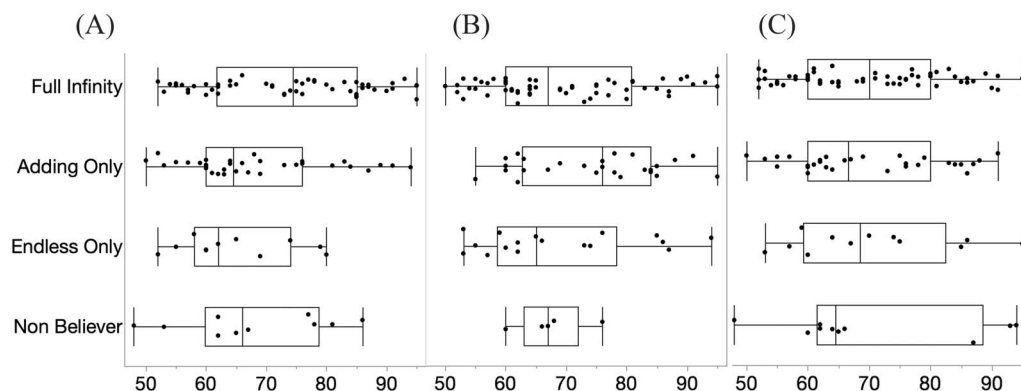 (A) (B) (C)
Full Infinity
Adding Only
Endless Only
Non Believer
50 60 70 80 90 50 60 70 80 90 50 60 70 80 90